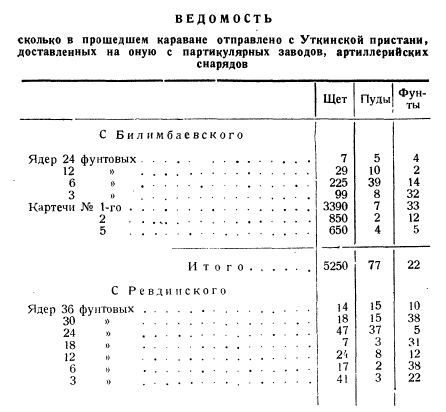 ВЕДОМОСТЬ
сколько в прошедшем караване отправлено с Уткинской пристани,
доставленных на оную с партикулярных заводов, артиллерийских
снарядов
Щет Пуды Фун-
ты
С Билимбаевского
Ядер 24 фунтовых . . . . . . . . . . . 7 5 4
12 » . . . . . . . . . . . 29 10 2
6 » . . . . . . . . . . . 225 39 14
3 » . . . . . . . . . . . 99 8 32
Картечи № 1-го . . . . . . . . . . . 3390 7 33
2 . . . . . . . . . . . 850 2 12
5 . . . . . . . . . . . 650 4 5
Итого . . . . . . 5250 77 22
С Ревдинского
Ядер 36 фунтовых . . . . . . . . . . . 14 15 10
30 » . . . . . . . . . . . 18 15 38
24 » . . . . . . . . . . . 47 37 5
18 » . . . . . . . . . . . 7 3 31
12 » . . . . . . . . . . . 24 8 12
6 » . . . . . . . . . . . 17 2 38
3 » . . . . . . . . . . . 41 3 22